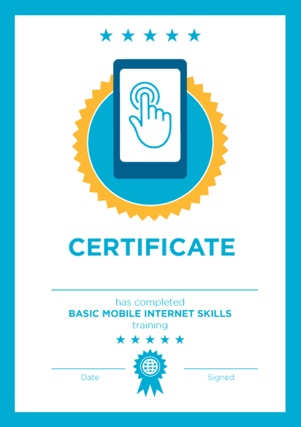 CERTIFICATE
has completed
BASIC MOBILE INTERNET SKILLS
training
Date
Signed